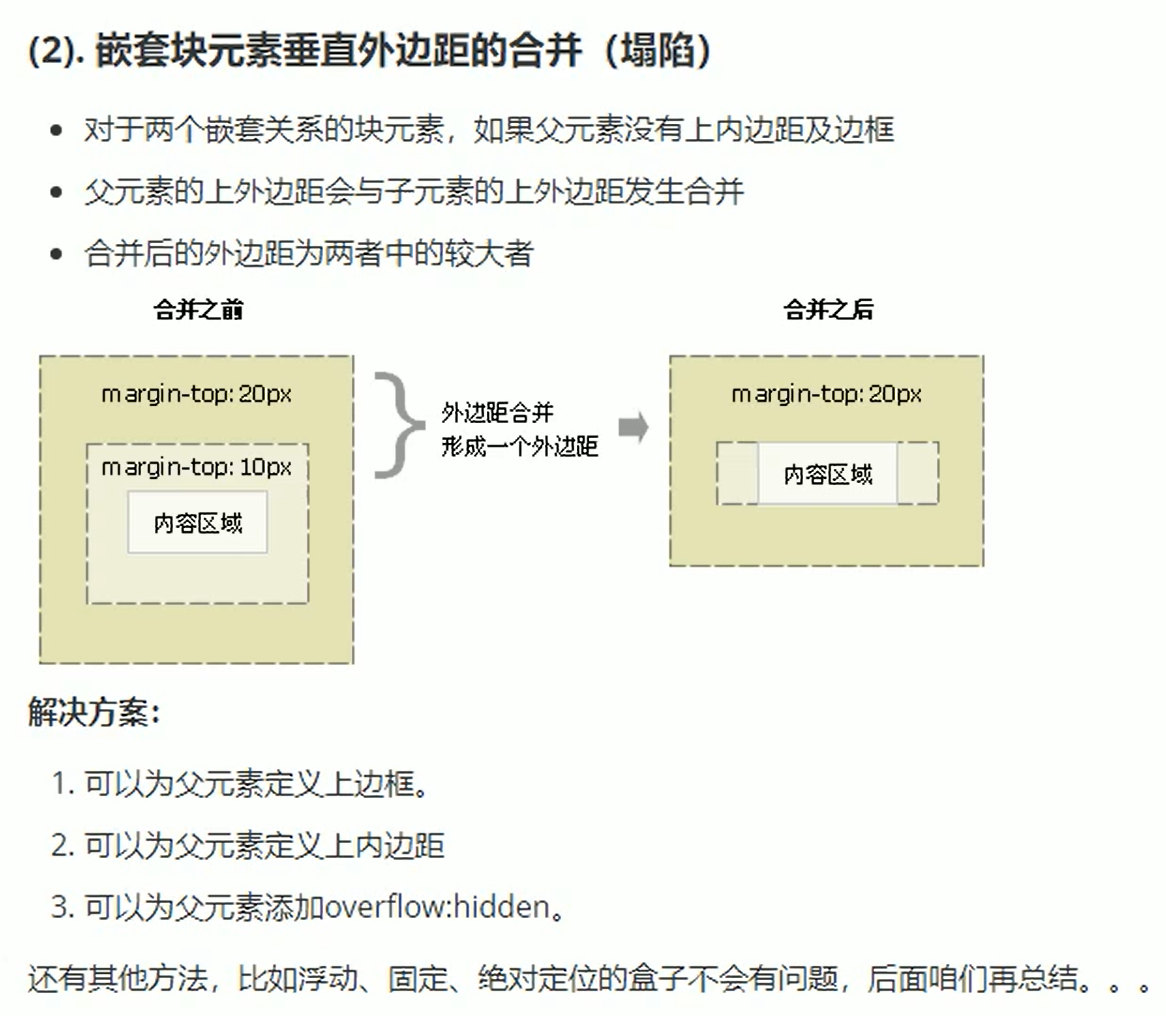 (2). 嵌套块元素垂直外边距的合并（塌陷）
• 对于两个嵌套关系的块元素，如果父元素没有上内边距及边框
• 父元素的上外边距会与子元素的上外边距发生合并
• 合并后的外边距为两者中的较大者
合并之前
合并之后
margin-top: 20px
margin-top: 10px
内容区域
外边距合并
形成一个外边距
margin-top: 20px
内容区域
解决方案：
1. 可以为父元素定义上边框。
2. 可以为父元素定义上内边距
3. 可以为父元素添加overflow:hidden。
还有其他方法，比如浮动、固定、绝对定位的盒子不会有问题，后面咱们再总结。。。